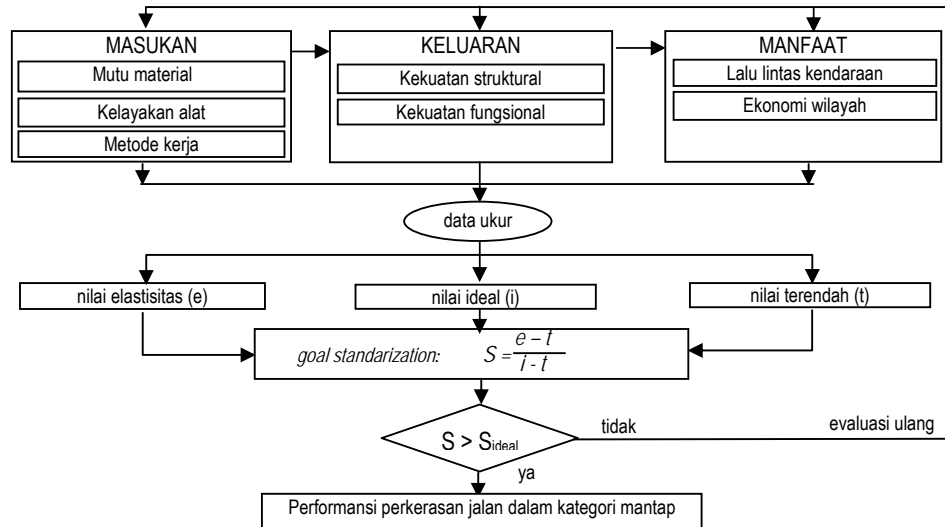 MASUKAN
Mutu material
Kelayakan alat
Metode kerja
KELUARAN
Kekuatan struktural
Kekuatan fungsional
MANFAAT
Lalu lintas kendaraan
Ekonomi wilayah
data ukur
nilai elastisitas (e)
nilai ideal (i)
nilai terendah (t)
goal standarization: S = e – t / i - t
S > Sideal
tidak
evaluasi ulang
ya
Performansi perkerasan jalan dalam kategori mantap